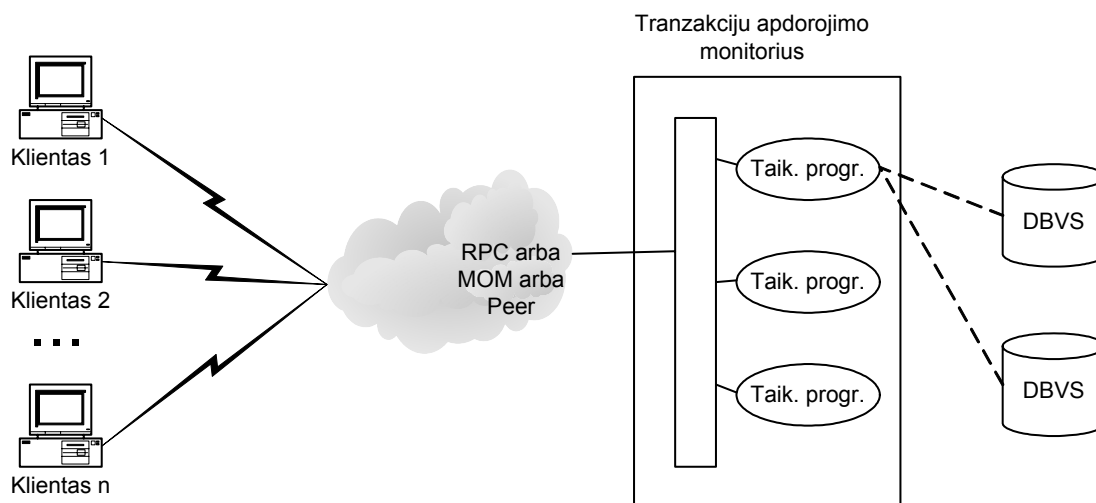 Tranzakciju apdorojimo
monitorius
Klientas 1
Klientas 2
. . .
Klientas n
RPC arba
MOM arba
Peer
Taik. progr.
Taik. progr.
Taik. progr.
DBVS
DBVS